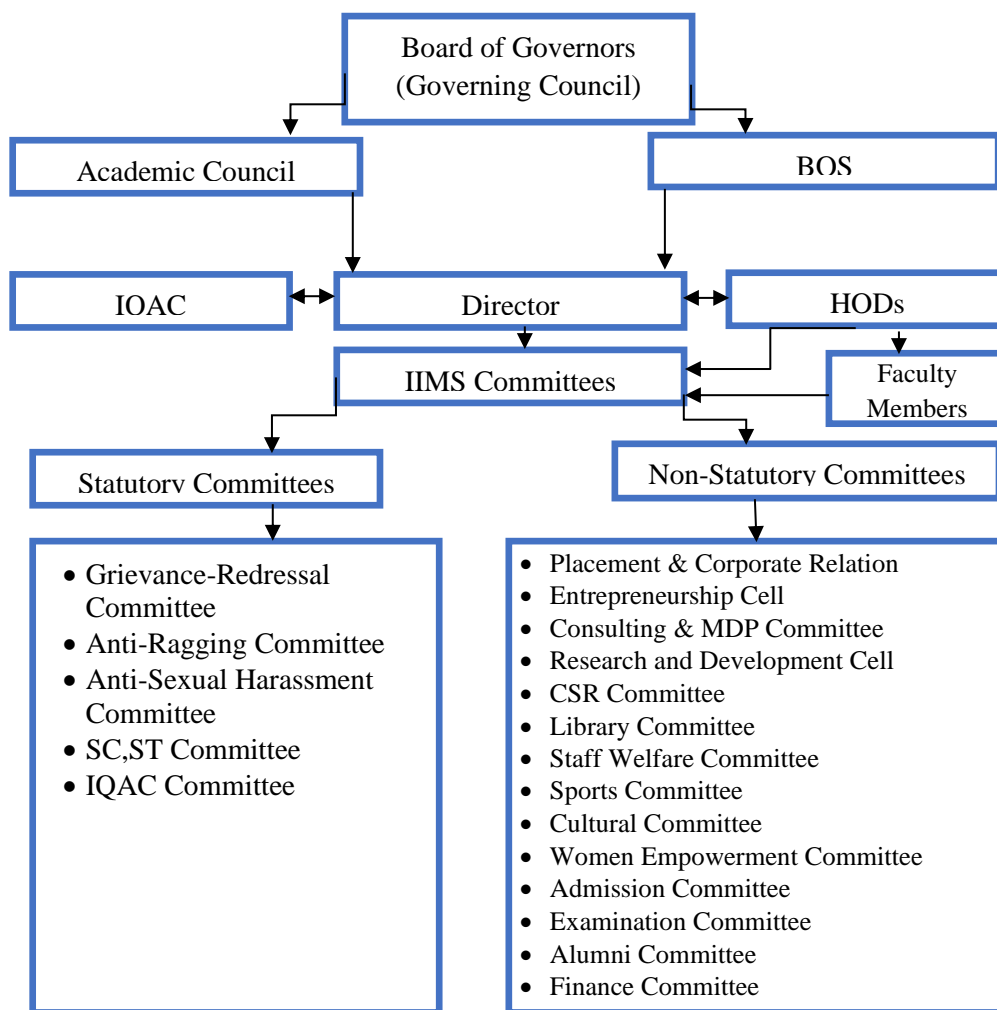 Board of Governors
(Governing Council)
Academic Council
BOS
IOAC
Director
HODs
IIMS Committees
Faculty
Members
Statutory Committees
Non-Statutory Committees
• Grievance-Redressal
Committee
• Anti-Ragging Committee
• Anti-Sexual Harassment
Committee
• SC,ST Committee
• IQAC Committee
• Placement & Corporate Relation
• Entrepreneurship Cell
• Consulting & MDP Committee
• Research and Development Cell
• CSR Committee
• Library Committee
• Staff Welfare Committee
• Sports Committee
• Cultural Committee
• Women Empowerment Committee
• Admission Committee
• Examination Committee
• Alumni Committee
• Finance Committee